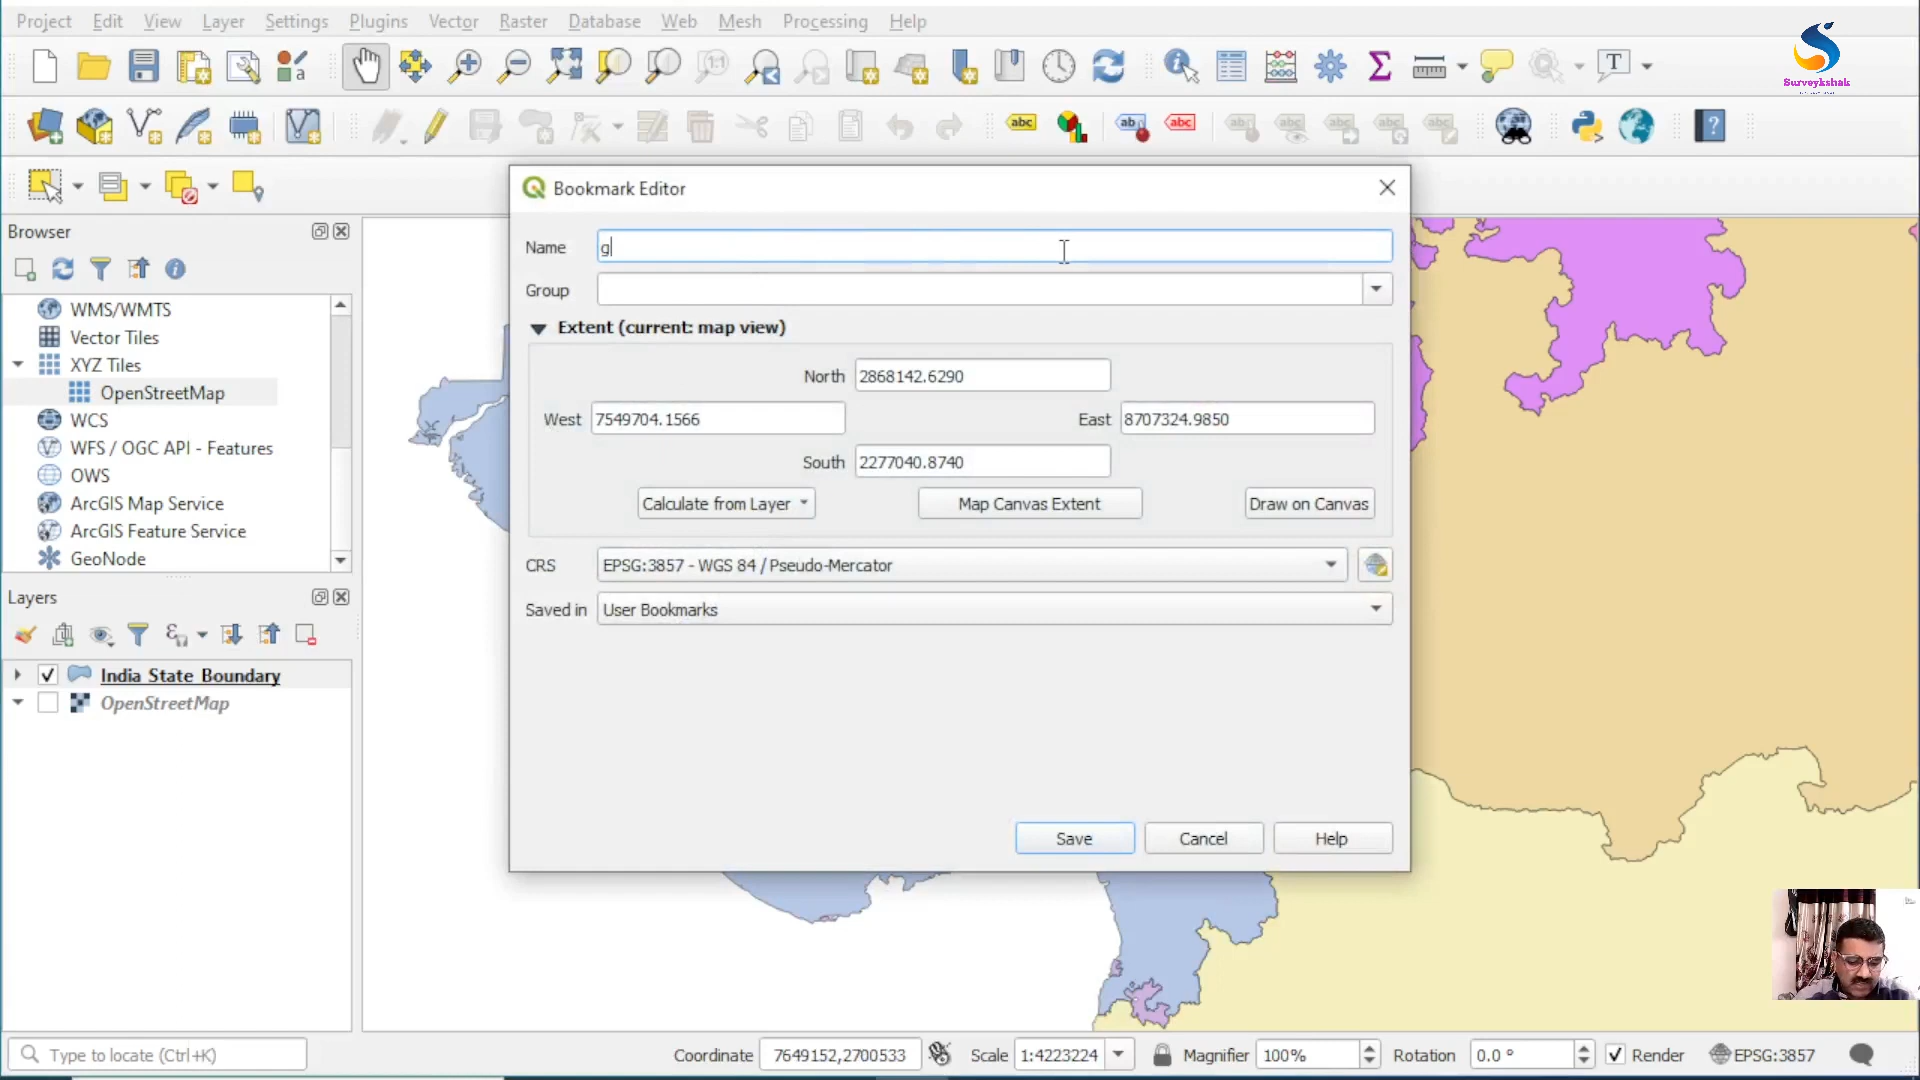 Project Edit View Layer Settings Plugins Vector Raster Database Web Mesh Processing Help
Surveykshak
Browser
WMS/WMTS
Vector Tiles
XYZ Tiles
OpenStreetMap
WCS
WFS / OGC API - Features
OWS
ArcGIS Map Service
ArcGIS Feature Service
GeoNode
Layers
India State Boundary
OpenStreetMap
Bookmark Editor
Name g
Group
Extent (current: map view)
North 2868142.6290
West 7549704.1566 East 8707324.9850
South 2277040.8740
Calculate from Layer Map Canvas Extent Draw on Canvas
CRS EPSG:3857 - WGS 84 / Pseudo-Mercator
Saved in User Bookmarks
Save Cancel Help
Type to locate (Ctrl+K) Coordinate 7649152,2700533 Scale 1:4223224 Magnifier 100% Rotation 0.0 ° Render EPSG:3857